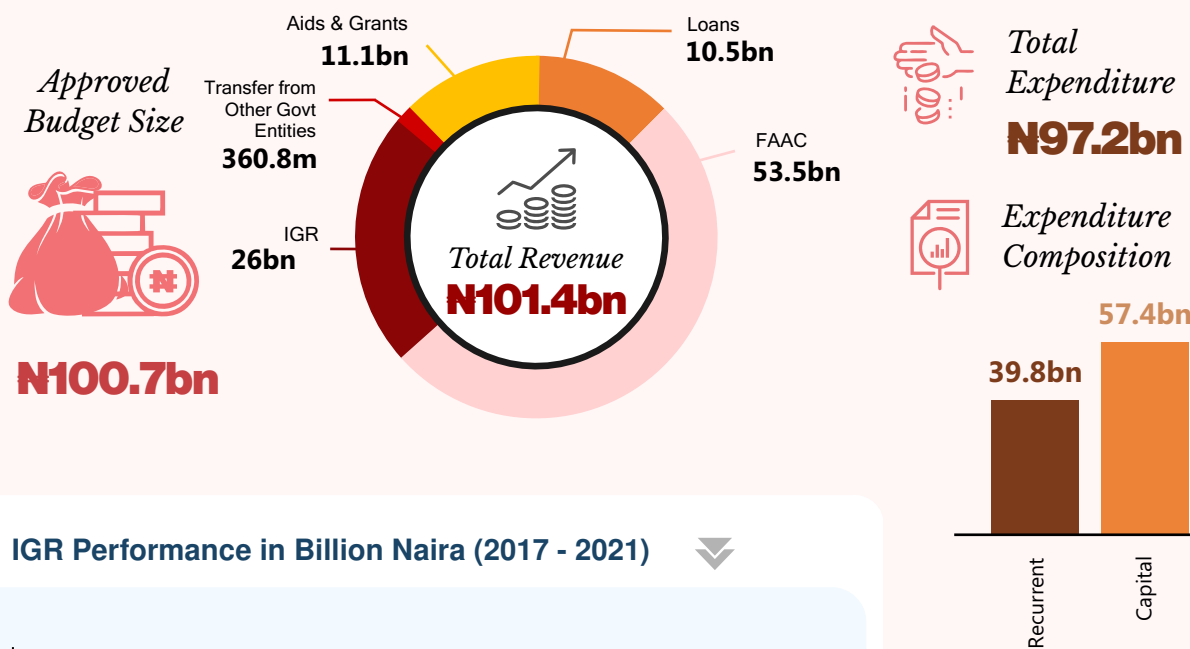 Approved
Budget Size
₦100.7bn
Aids & Grants
11.1bn
Transfer from
Other Govt
Entities
360.8m
IGR
26bn
Loans
10.5bn
FAAC
53.5bn
Total Revenue
₦101.4bn
Total
Expenditure
₦97.2bn
Expenditure
Composition
57.4bn
39.8bn
Recurrent
Capital
IGR Performance in Billion Naira (2017 - 2021)